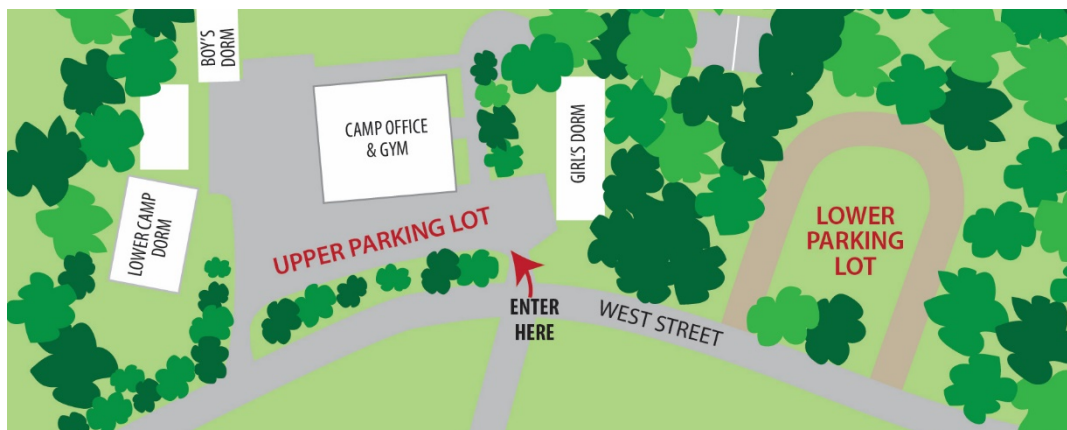 BOY'S
DORM
CAMP OFFICE
& GYM
GIRL'S DORM
LOWER CAMP
DORM
UPPER PARKING LOT
LOWER
PARKING
LOT
ENTER
HERE
WEST STREET